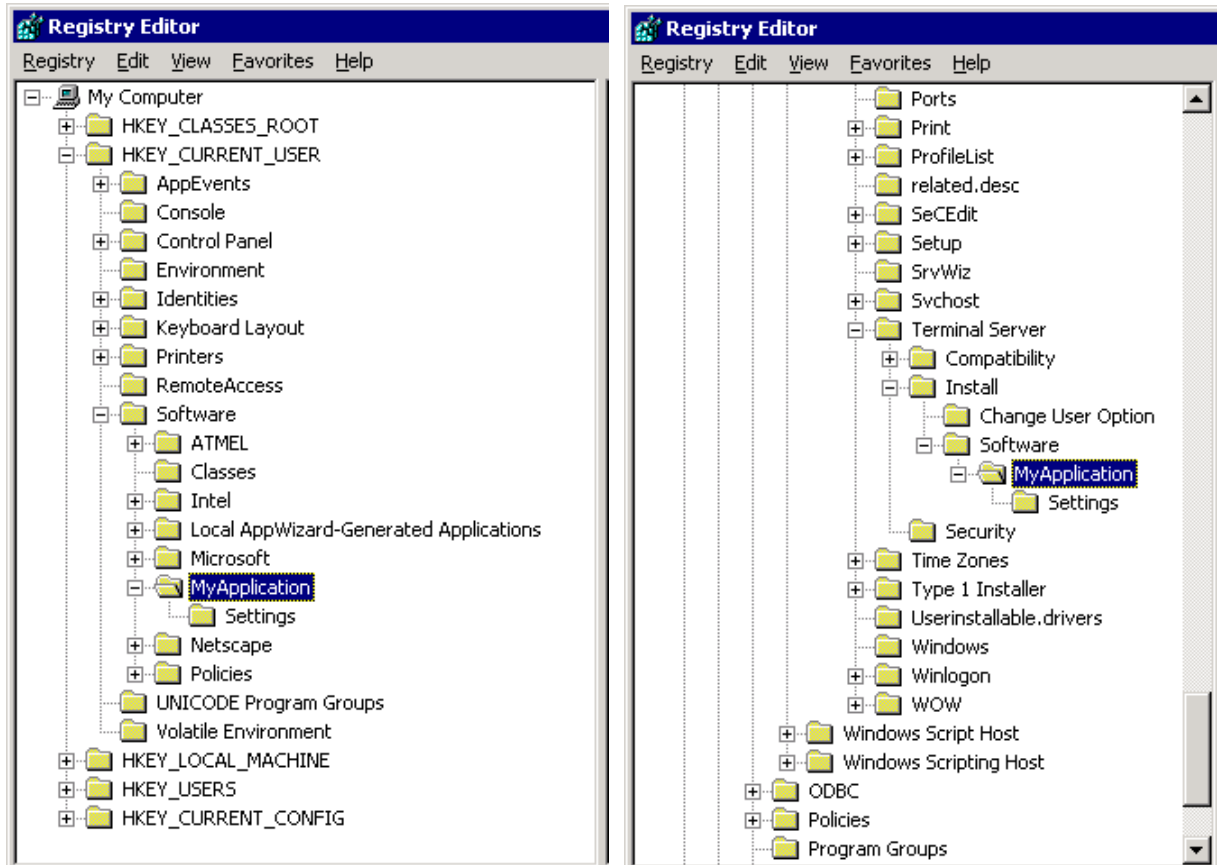 Registry Editor
Registry Edit View Favorites Help
My Computer
HKEY_CLASSES_ROOT
HKEY_CURRENT_USER
AppEvents
Console
Control Panel
Environment
Identities
Keyboard Layout
Printers
RemoteAccess
Software
ATMEL
Classes
Intel
Local AppWizard-Generated Applications
Microsoft
MyApplication
Settings
Netscape
Policies
UNICODE Program Groups
Volatile Environment
HKEY_LOCAL_MACHINE
HKEY_USERS
HKEY_CURRENT_CONFIG
Registry Editor
Registry Edit View Favorites Help
Ports
Print
ProfileList
related.desc
SeCEdit
Setup
SrvWiz
Svchost
Terminal Server
Compatibility
Install
Change User Option
Software
MyApplication
Settings
Security
Time Zones
Type 1 Installer
Userinstallable.drivers
Windows
Winlogon
WOW
Windows Script Host
Windows Scripting Host
ODBC
Policies
Program Groups